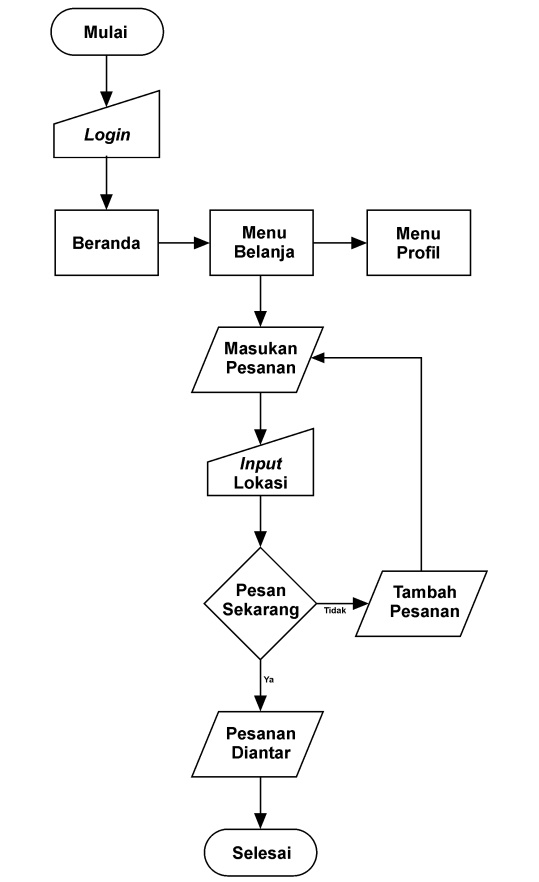 Mulai
Login
Beranda
Menu
Belanja
Menu
Profil
Masukan
Pesanan
Input
Lokasi
Pesan
Sekarang
Tidak
Tambah
Pesanan
Ya
Pesanan
Diantar
Selesai